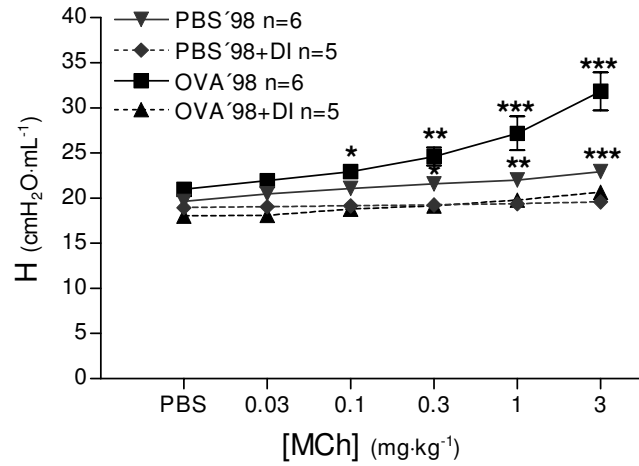 PBS´98 n=6
PBS´98+DI n=5
OVA´98 n=6
OVA´98+DI n=5
40
35
30
25
20
15
10
5
0
H (cmH₂O·mL⁻¹)
*
**
***
***
*
**
***
PBS 0.03 0.1 0.3 1 3
[MCh] (mg·kg⁻¹)